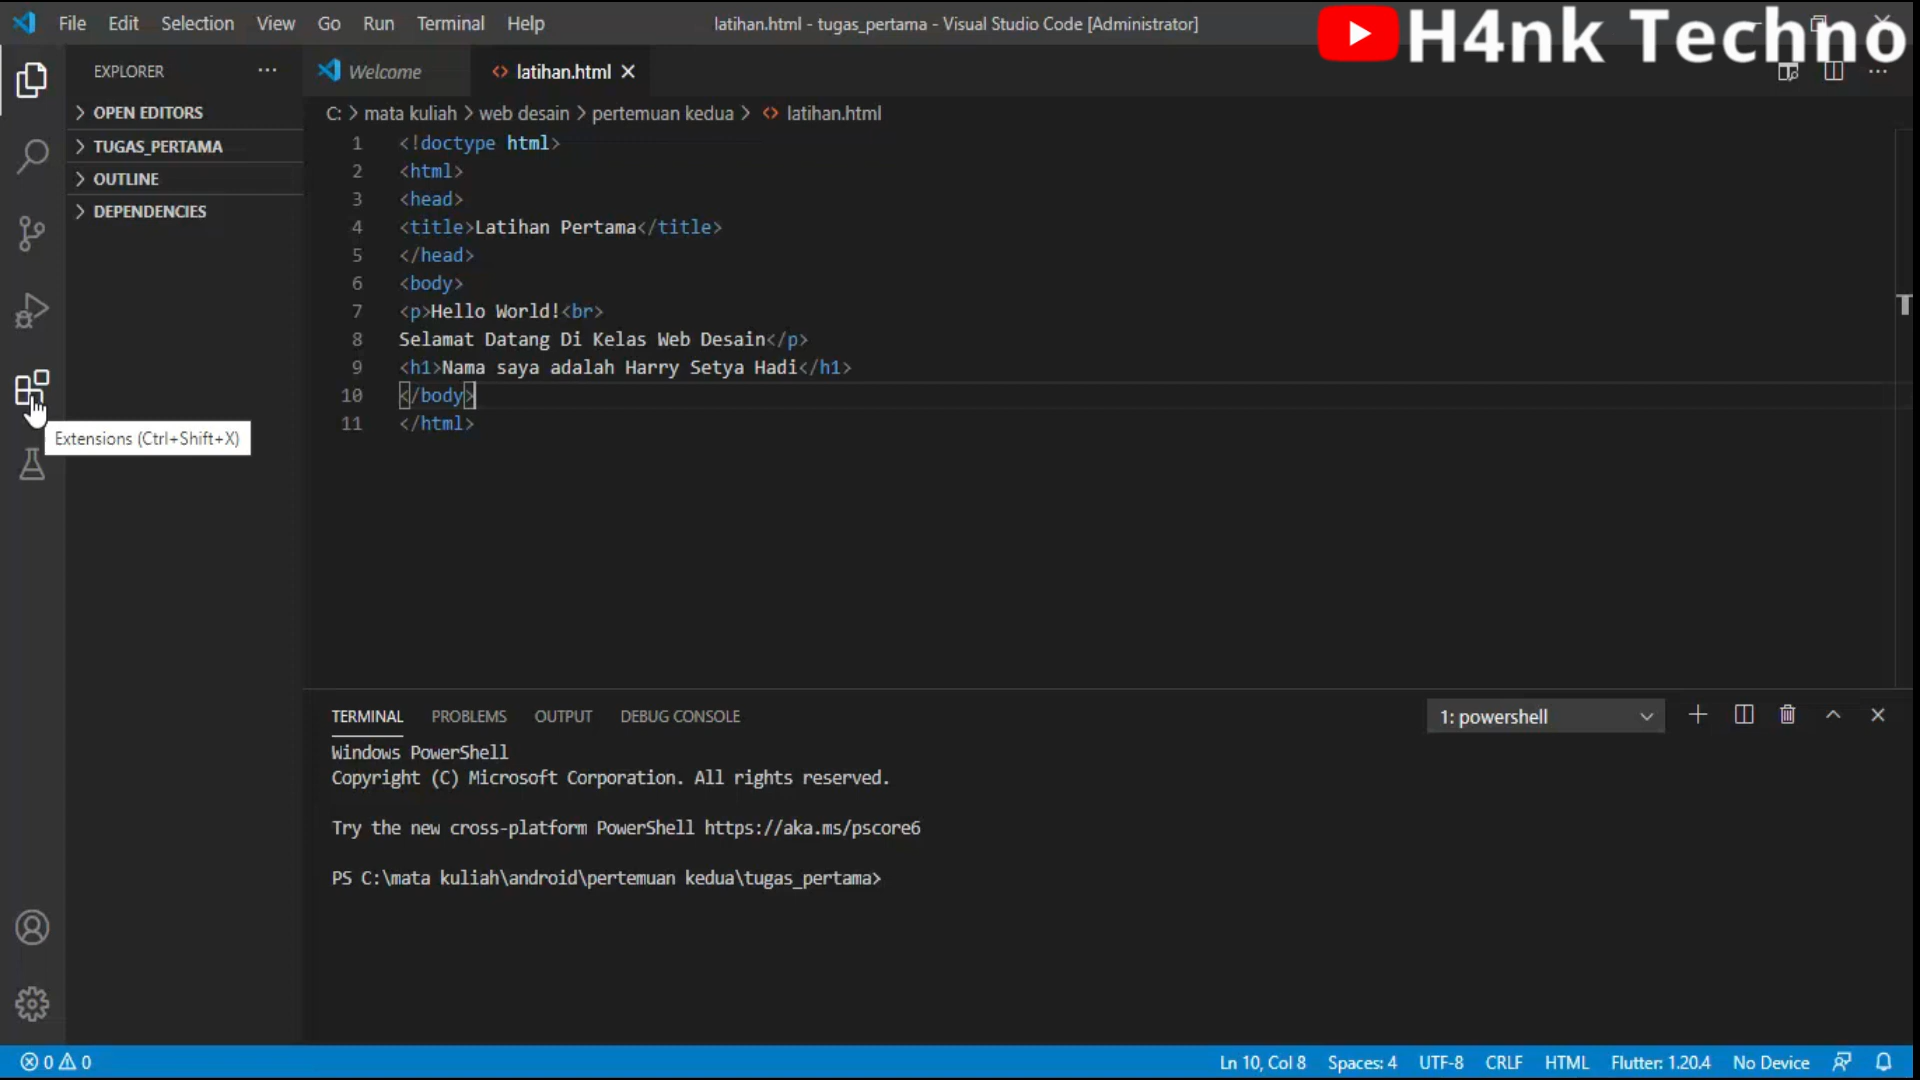 File Edit Selection View Go Run Terminal Help
latihan.html - tugas_pertama - Visual Studio Code [Administrator]
H4nk Techno
EXPLORER
Welcome
latihan.html
OPEN EDITORS
TUGAS_PERTAMA
OUTLINE
DEPENDENCIES
Extensions (Ctrl+Shift+X)
C: > mata kuliah > web desain > pertemuan kedua > latihan.html
1 <!doctype html>
2 <html>
3 <head>
4 <title>Latihan Pertama</title>
5 </head>
6 <body>
7 <p>Hello World!<br>
8 Selamat Datang Di Kelas Web Desain</p>
9 <h1>Nama saya adalah Harry Setya Hadi</h1>
10 </body>
11 </html>
TERMINAL PROBLEMS OUTPUT DEBUG CONSOLE
1: powershell
Windows PowerShell
Copyright (C) Microsoft Corporation. All rights reserved.
Try the new cross-platform PowerShell https://aka.ms/pscore6
PS C:\mata kuliah\android\pertemuan kedua\tugas_pertama>
0 0
Ln 10, Col 8 Spaces: 4 UTF-8 CRLF HTML Flutter: 1.20.4 No Device